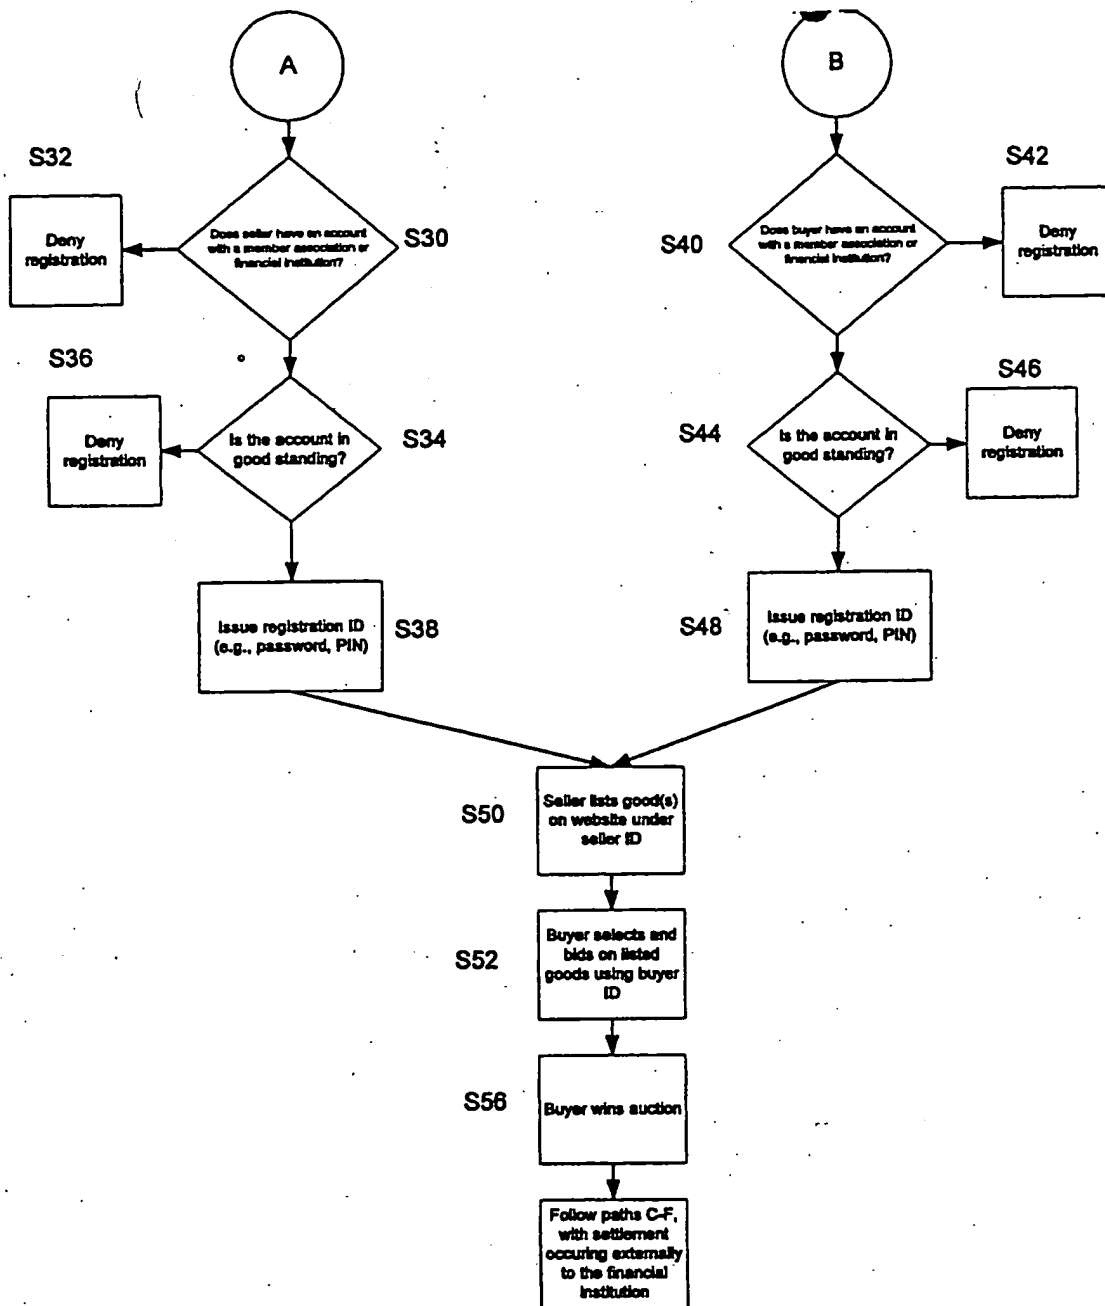 A
B
S32
Deny
registration
Does seller have an account
with a member association or
financial institution?
S30
S40
Does buyer have an account
with a member association or
financial institution?
S42
Deny
registration
S36
Deny
registration
Is the account in
good standing?
S34
S44
Is the account in
good standing?
S46
Deny
registration
Issue registration ID
(e.g., password, PIN)
S38
S48
Issue registration ID
(e.g., password, PIN)
S50
Seller lists good(s)
on website under
seller ID
S52
Buyer selects and
bids on listed
goods using buyer
ID
S56
Buyer wins auction
Follow paths C-F,
with settlement
occuring externally
to the financial
institution